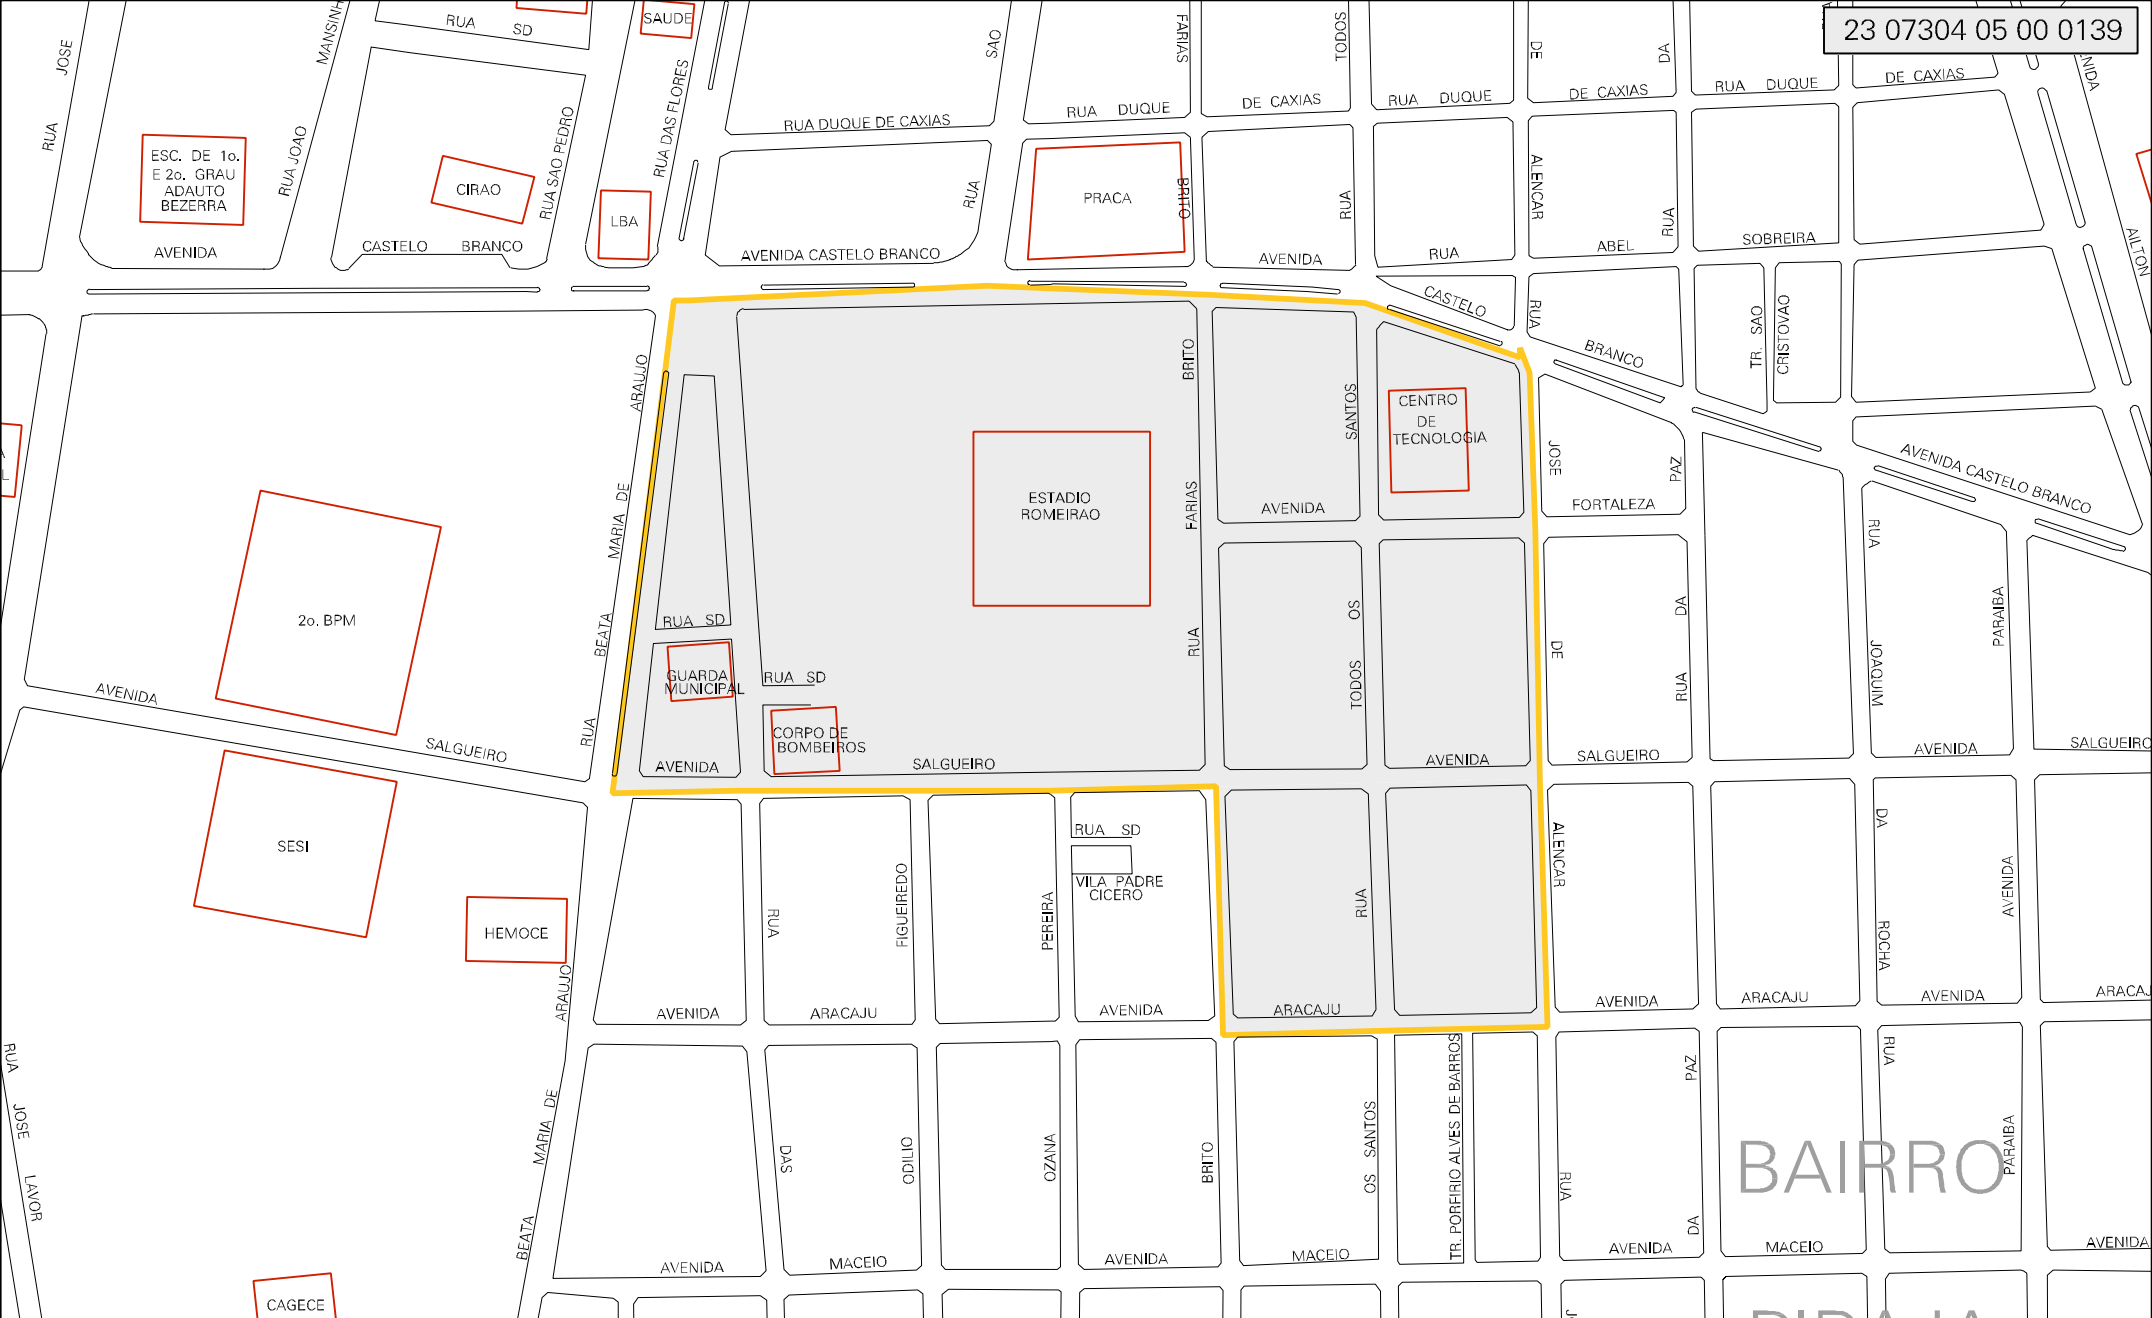 23 07304 05 00 0139
RUA JOSE
MANSINH
RUA JOAO
RUA SD
SAUDE
RUA DAS FLORES
RUA SAO PEDRO
SAO
RUA
FARIAS
BRITO
TODOS
RUA
DE
ALENCAR
RUA
DA
RUA
ENIDA
AILTON
RUA DUQUE DE CAXIAS
RUA DUQUE
DE CAXIAS
RUA DUQUE
DE CAXIAS
RUA DUQUE
DE CAXIAS
ESC. DE 1o.
E 2o. GRAU
ADAUTO
BEZERRA
CIRAO
LBA
PRACA
AVENIDA
CASTELO BRANCO
AVENIDA CASTELO BRANCO
AVENIDA
RUA
ABEL
SOBREIRA
CASTELO
BRANCO
AVENIDA CASTELO BRANCO
TR. SAO
CRISTOVAO
RUA BEATA MARIA DE ARAUJO
RUA FARIAS BRITO
SANTOS
TODOS OS
CENTRO
DE
TECNOLOGIA
ESTADIO
ROMEIRAO
AVENIDA
JOSE
DE
ALENCAR
FORTALEZA
PAZ
DA
RUA
RUA
JOAQUIM
DA
ROCHA
PARAIBA
AVENIDA
2o. BPM
RUA SD
GUARDA
MUNICIPAL
RUA SD
CORPO DE
BOMBEIROS
AVENIDA
SALGUEIRO
AVENIDA
SALGUEIRO
AVENIDA
SALGUEIRO
AVENIDA
SALGUEIRO
SESI
HEMOCE
RUA
FIGUEIREDO
PEREIRA
RUA SD
VILA PADRE
CICERO
RUA
AVENIDA
ARACAJU
AVENIDA
ARACAJU
AVENIDA
ARACAJU
AVENIDA
ARACAJ
BEATA MARIA DE ARAUJO
RUA JOSE LAVOR
DAS
ODILIO
OZANA
BRITO
OS SANTOS
TR. PORFIRIO ALVES DE BARROS
RUA
DA
PAZ
RUA
PARAIBA
BAIRRO
AVENIDA
MACEIO
AVENIDA
MACEIO
AVENIDA
MACEIO
AVENIDA
CAGECE